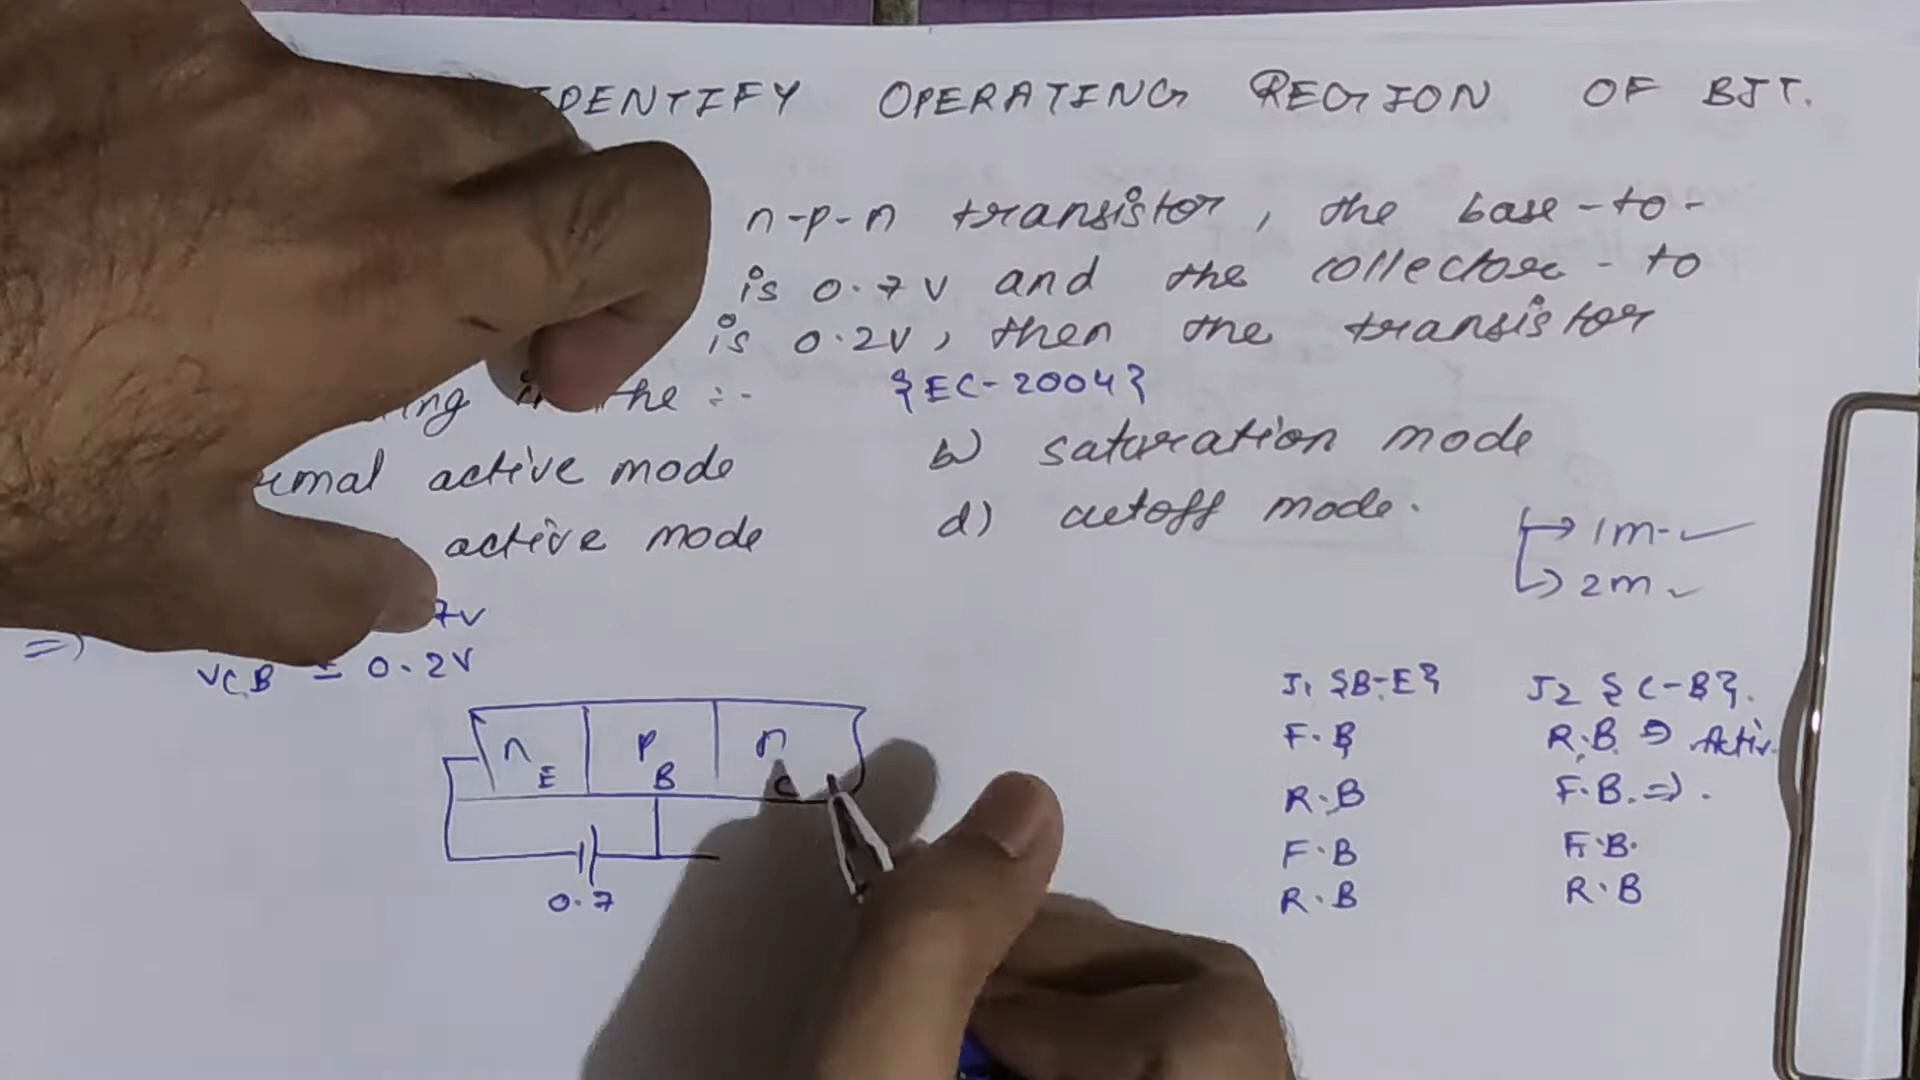 IDENTIFY OPERATING REGION OF BJT.
n-p-n transistor, the base-to-
is 0.7 V and the collector-to
is 0.2V, then the transistor
the :- {EC-2004}
active mode b) saturation mode
active mode d) cutoff mode.
→ 1m-
→ 2m
7V
⇒) VCB = 0.2V
J1 {B-E} J2 {C-B}.
F.B R.B ⇒ Activ
R.B F.B. ⇒) .
F.B F.B.
R.B R.B
n E P B n C
0.7